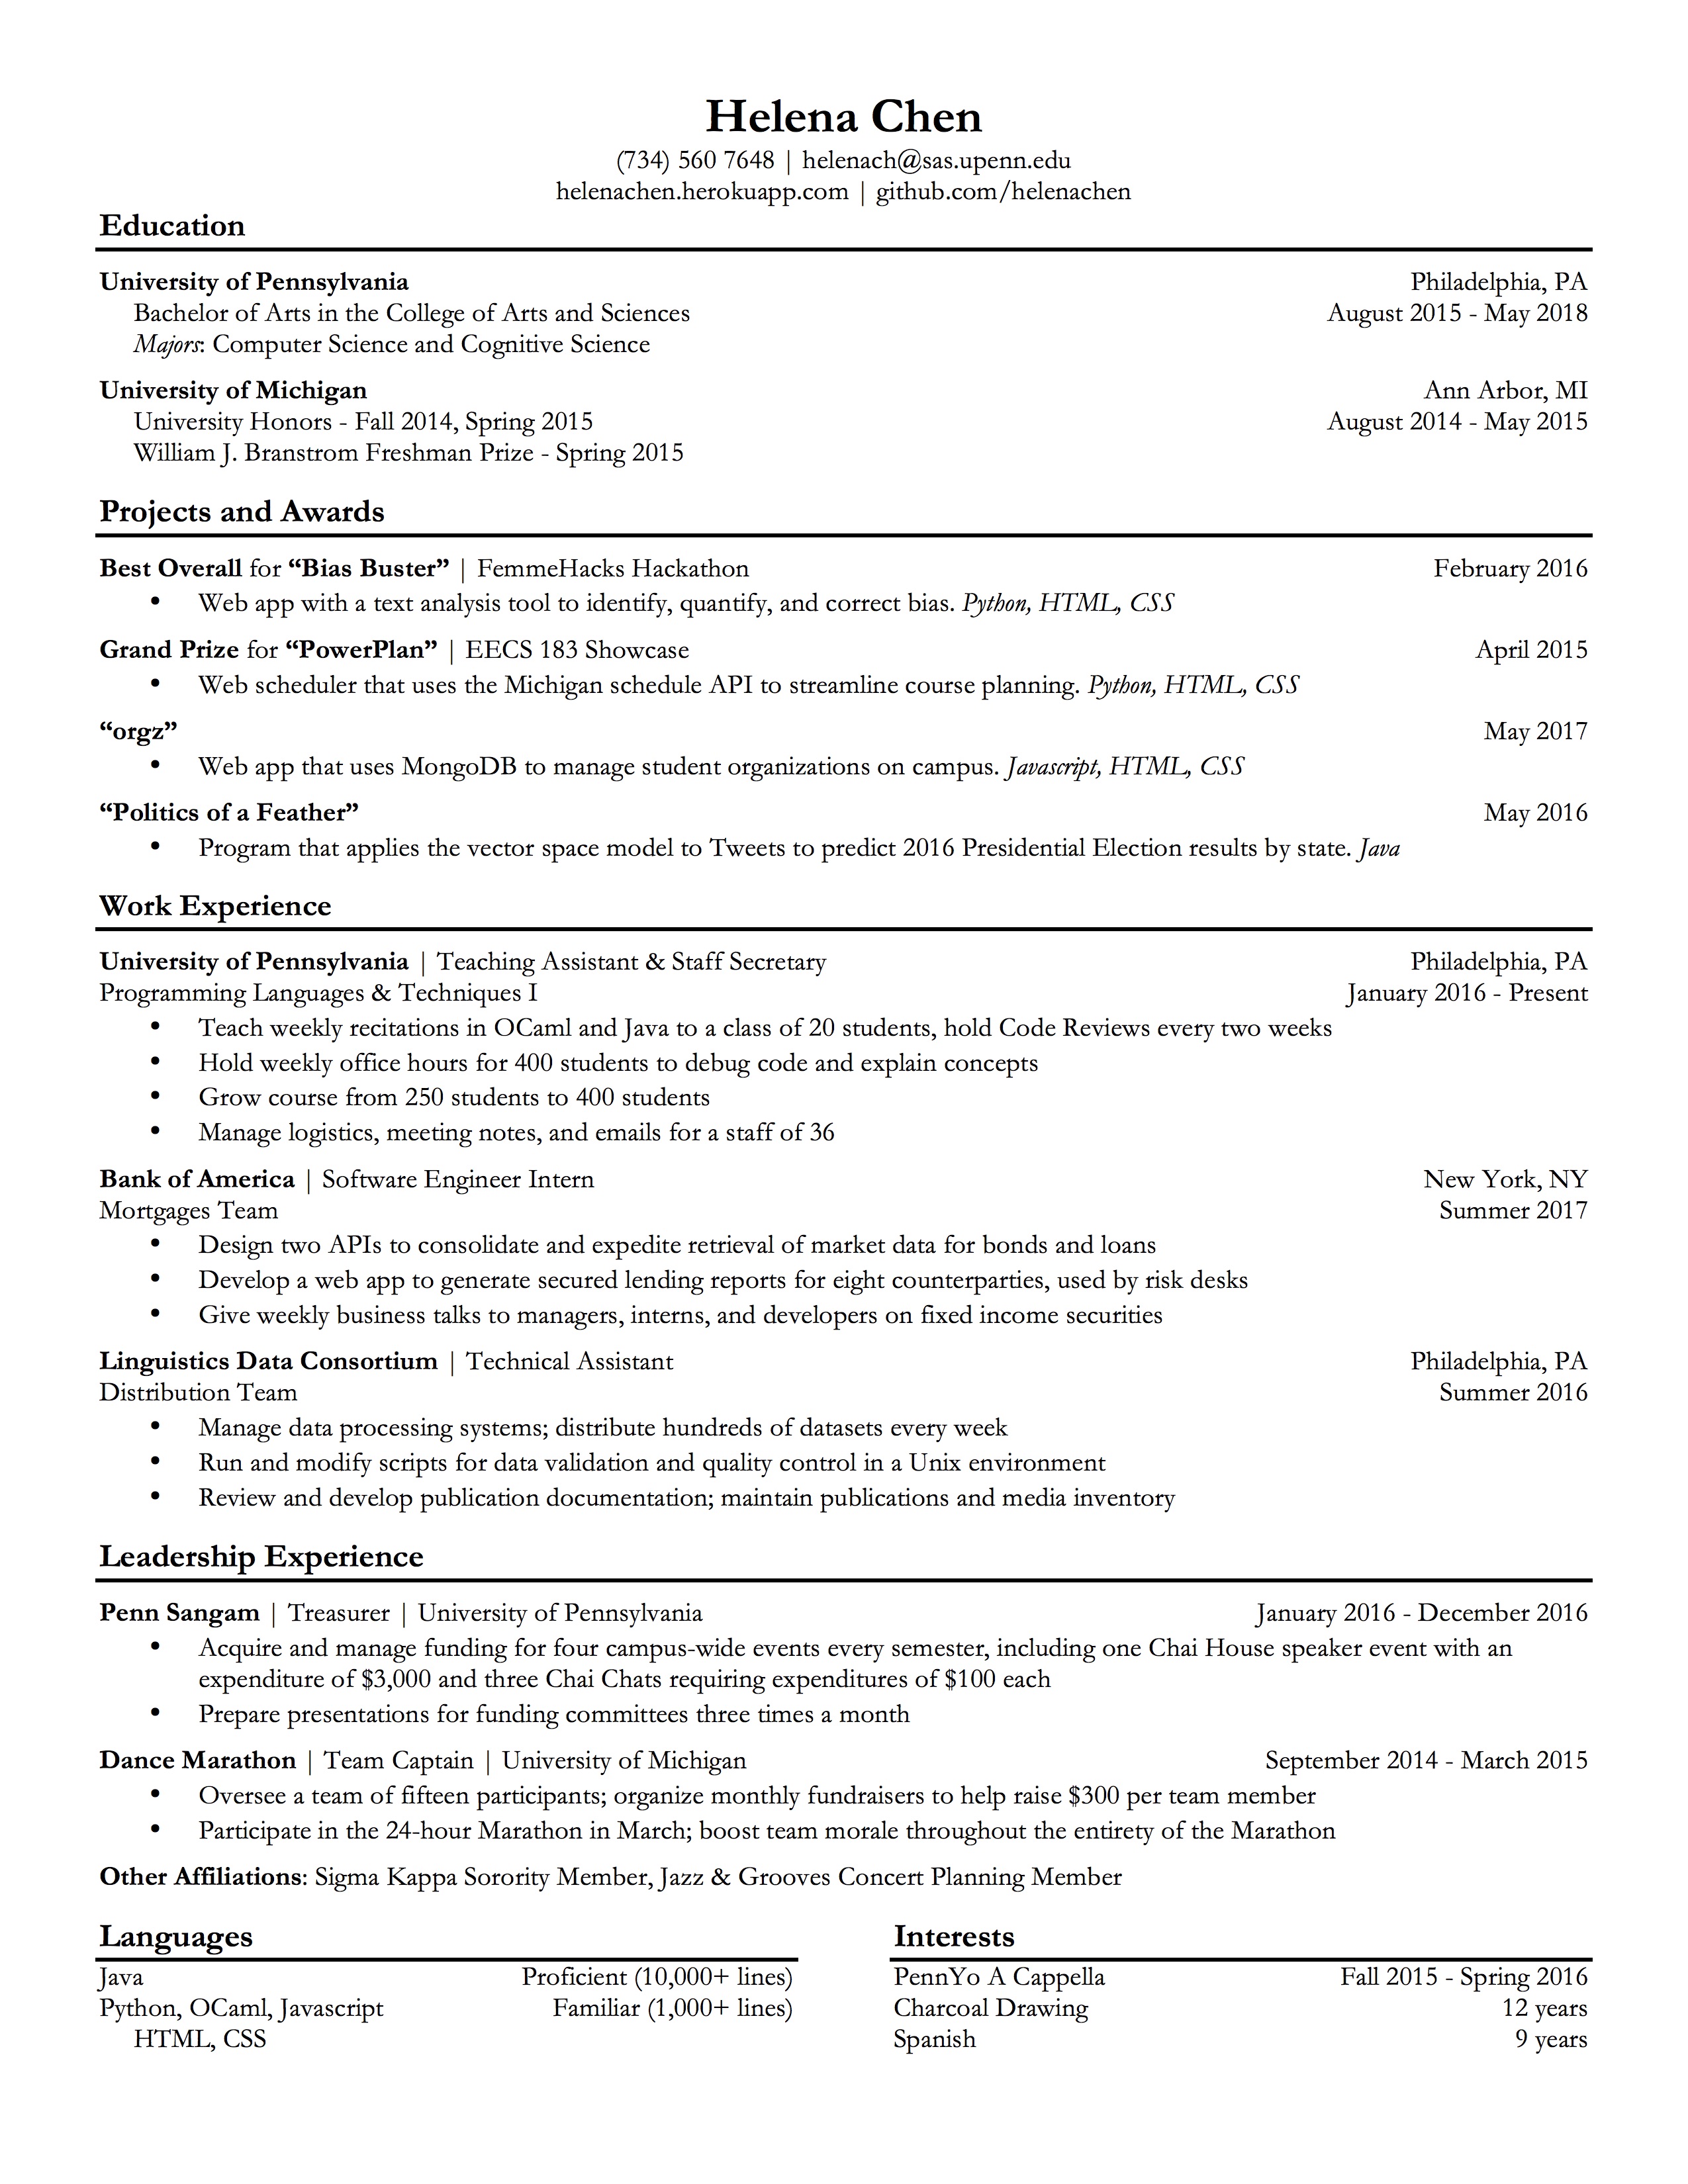 Helena Chen
(734) 560 7648 | helenach@sas.upenn.edu
helenachen.herokuapp.com | github.com/helenachen
Education
University of Pennsylvania Philadelphia, PA
Bachelor of Arts in the College of Arts and Sciences August 2015 - May 2018
Majors: Computer Science and Cognitive Science
University of Michigan Ann Arbor, MI
University Honors - Fall 2014, Spring 2015 August 2014 - May 2015
William J. Branstrom Freshman Prize - Spring 2015
Projects and Awards
Best Overall for “Bias Buster” | FemmeHacks Hackathon February 2016
• Web app with a text analysis tool to identify, quantify, and correct bias. Python, HTML, CSS
Grand Prize for “PowerPlan” | EECS 183 Showcase April 2015
• Web scheduler that uses the Michigan schedule API to streamline course planning. Python, HTML, CSS
“orgz” May 2017
• Web app that uses MongoDB to manage student organizations on campus. Javascript, HTML, CSS
“Politics of a Feather” May 2016
• Program that applies the vector space model to Tweets to predict 2016 Presidential Election results by state. Java
Work Experience
University of Pennsylvania | Teaching Assistant & Staff Secretary Philadelphia, PA
Programming Languages & Techniques I January 2016 - Present
• Teach weekly recitations in OCaml and Java to a class of 20 students, hold Code Reviews every two weeks
• Hold weekly office hours for 400 students to debug code and explain concepts
• Grow course from 250 students to 400 students
• Manage logistics, meeting notes, and emails for a staff of 36
Bank of America | Software Engineer Intern New York, NY
Mortgages Team Summer 2017
• Design two APIs to consolidate and expedite retrieval of market data for bonds and loans
• Develop a web app to generate secured lending reports for eight counterparties, used by risk desks
• Give weekly business talks to managers, interns, and developers on fixed income securities
Linguistics Data Consortium | Technical Assistant Philadelphia, PA
Distribution Team Summer 2016
• Manage data processing systems; distribute hundreds of datasets every week
• Run and modify scripts for data validation and quality control in a Unix environment
• Review and develop publication documentation; maintain publications and media inventory
Leadership Experience
Penn Sangam | Treasurer | University of Pennsylvania January 2016 - December 2016
• Acquire and manage funding for four campus-wide events every semester, including one Chai House speaker event with an
expenditure of $3,000 and three Chai Chats requiring expenditures of $100 each
• Prepare presentations for funding committees three times a month
Dance Marathon | Team Captain | University of Michigan September 2014 - March 2015
• Oversee a team of fifteen participants; organize monthly fundraisers to help raise $300 per team member
• Participate in the 24-hour Marathon in March; boost team morale throughout the entirety of the Marathon
Other Affiliations: Sigma Kappa Sorority Member, Jazz & Grooves Concert Planning Member
Languages
Java Proficient (10,000+ lines)
Python, OCaml, Javascript Familiar (1,000+ lines)
HTML, CSS
Interests
PennYo A Cappella Fall 2015 - Spring 2016
Charcoal Drawing 12 years
Spanish 9 years